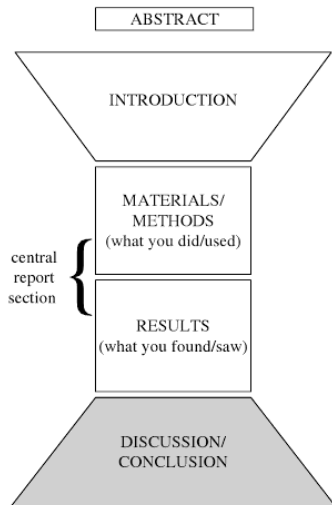 ABSTRACT
INTRODUCTION
MATERIALS/
METHODS
(what you did/used)
central
report
section
RESULTS
(what you found/saw)
DISCUSSION/
CONCLUSION